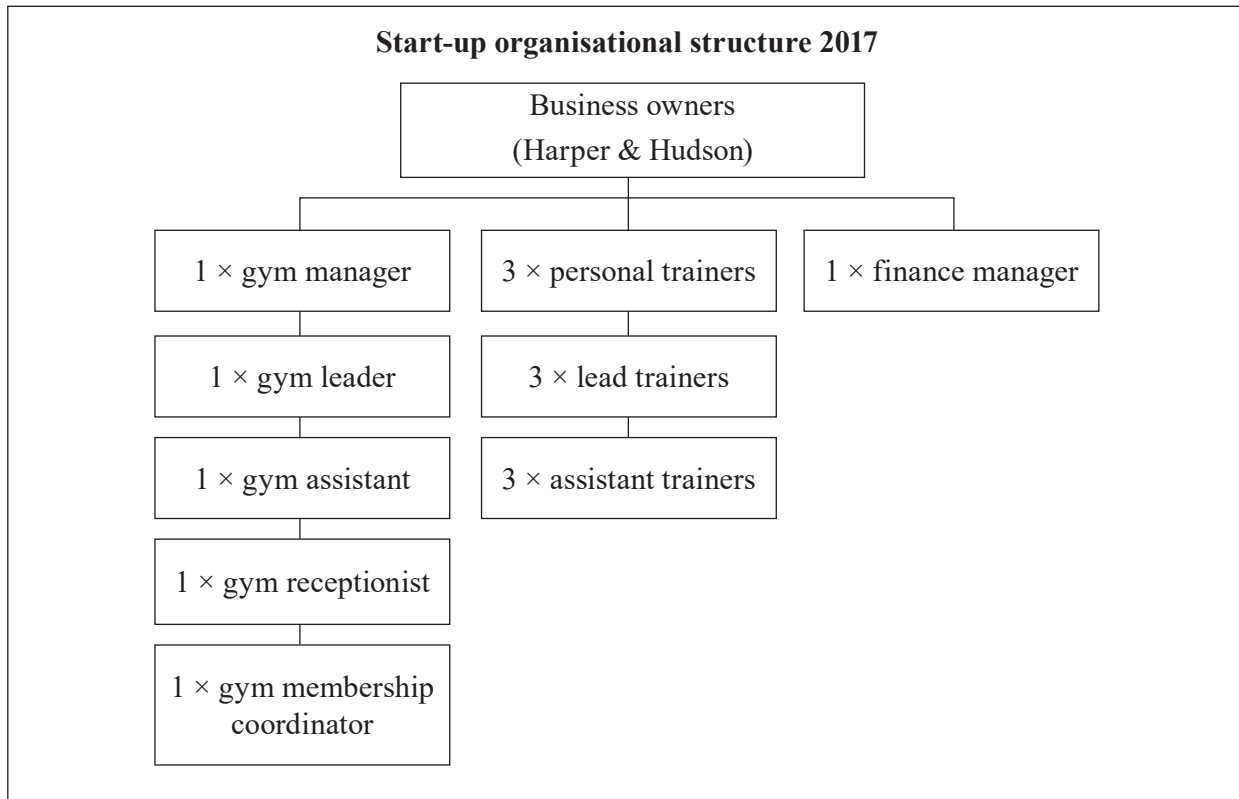 Start-up organisational structure 2017
Business owners
(Harper & Hudson)
1 × gym manager
3 × personal trainers
1 × finance manager
1 × gym leader
3 × lead trainers
1 × gym assistant
3 × assistant trainers
1 × gym receptionist
1 × gym membership
coordinator